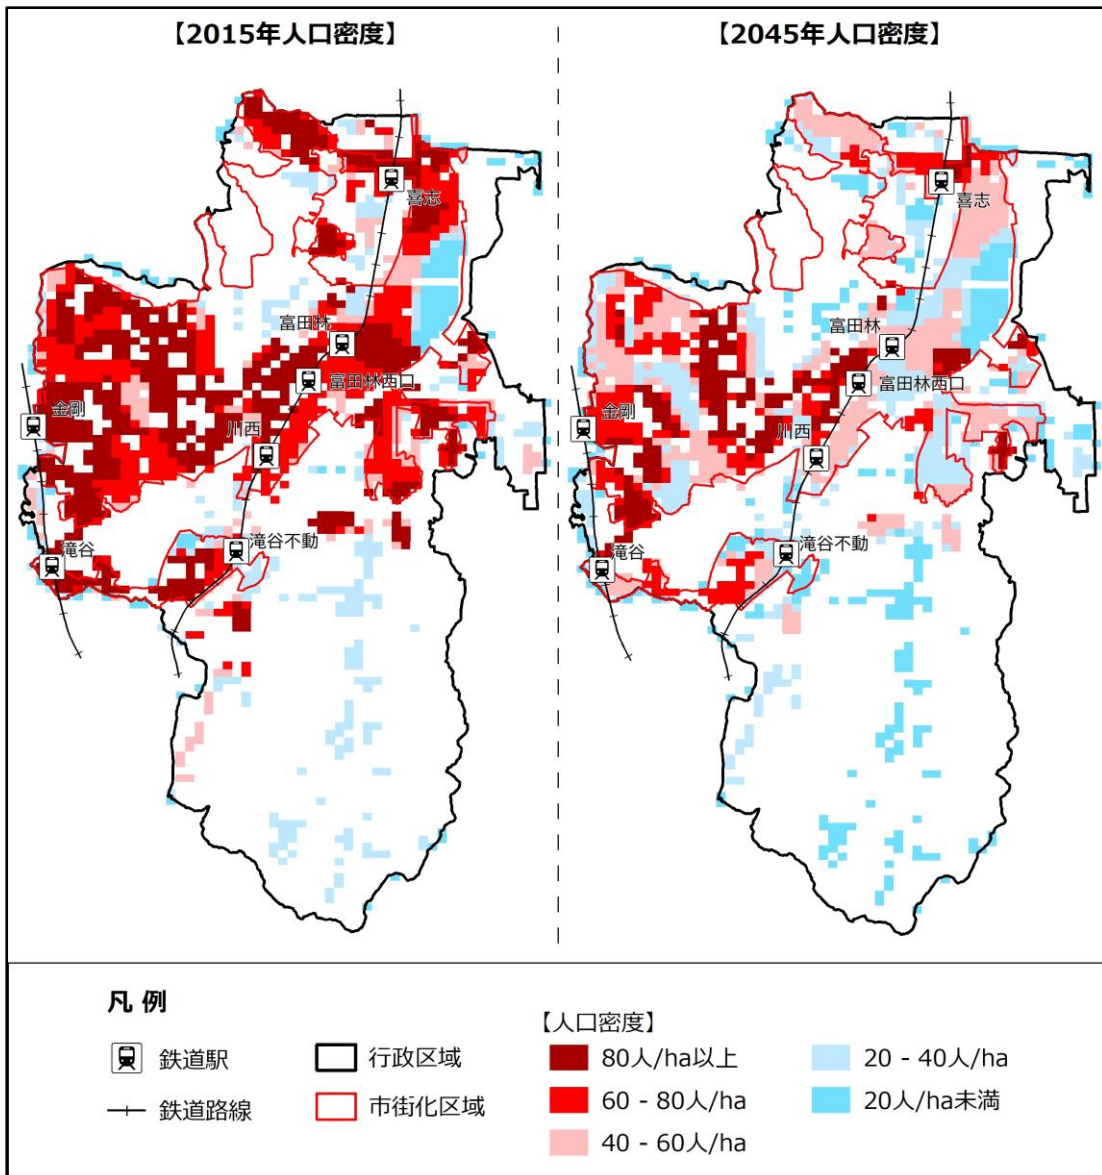 【2015年人口密度】
【2045年人口密度】
喜志
富田林
富田林西口
金剛
川西
滝谷不動
滝谷
喜志
富田林
富田林西口
金剛
川西
滝谷不動
滝谷
凡 例
鉄道駅
鉄道路線
行政区域
市街化区域
【人口密度】
80人/ha以上
60 - 80人/ha
40 - 60人/ha
20 - 40人/ha
20人/ha未満